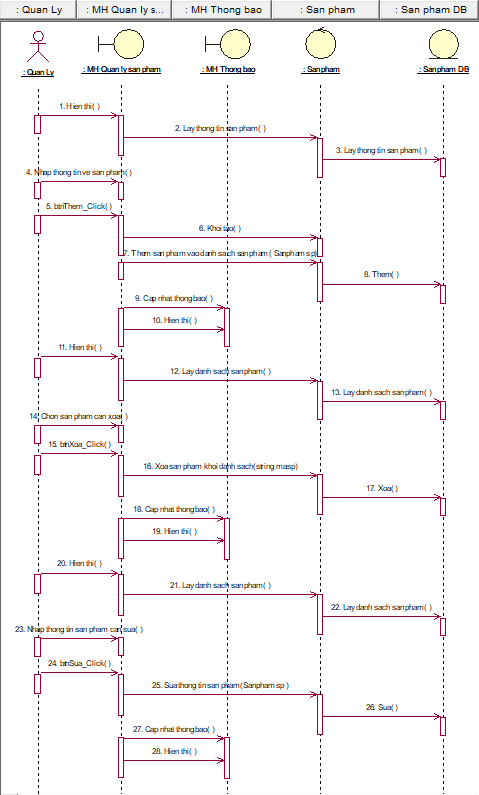 : Quan Ly
: MH Quan ly s...
: MH Thong bao
: San pham
: San pham DB
: Quan Ly
: MH Quan ly san pham
: MH Thong bao
: San pham
: San pham DB
1. Hien thi( )
2. Lay thong tin san pham( )
3. Lay thong tin san pham( )
4. Nhap thong tin ve san pham( )
5. btnThem_Click( )
6. Khoi tao( )
7. Them san pham vao danh sach san pham ( Sanpham sp)
8. Them( )
9. Cap nhat thong bao( )
10. Hien thi( )
11. Hien thi( )
12. Lay danh sach san pham( )
13. Lay danh sach san pham( )
14. Chon san pham can xoa( )
15. btnXoa_Click( )
16. Xoa san pham khoi danh sach(string masp)
17. Xoa( )
18. Cap nhat thong bao( )
19. Hien thi( )
20. Hien thi( )
21. Lay danh sach san pham( )
22. Lay danh sach san pham( )
23. Nhap thong tin san pham can sua( )
24. btnSua_Click( )
25. Sua thong tin san pham(Sanpham sp )
26. Sua( )
27. Cap nhat thong bao( )
28. Hien thi( )